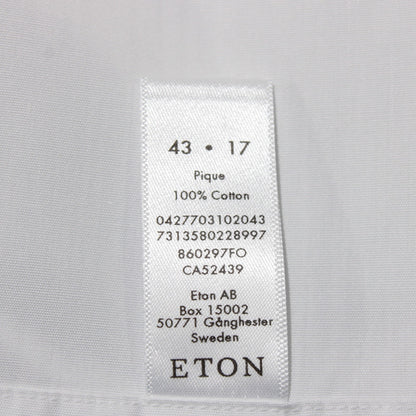 43 • 17
Pique
100% Cotton
0427703102043
7313580228997
860297FO
CA52439
Eton AB
Box 15002
50771 Gånghester
Sweden
ETON